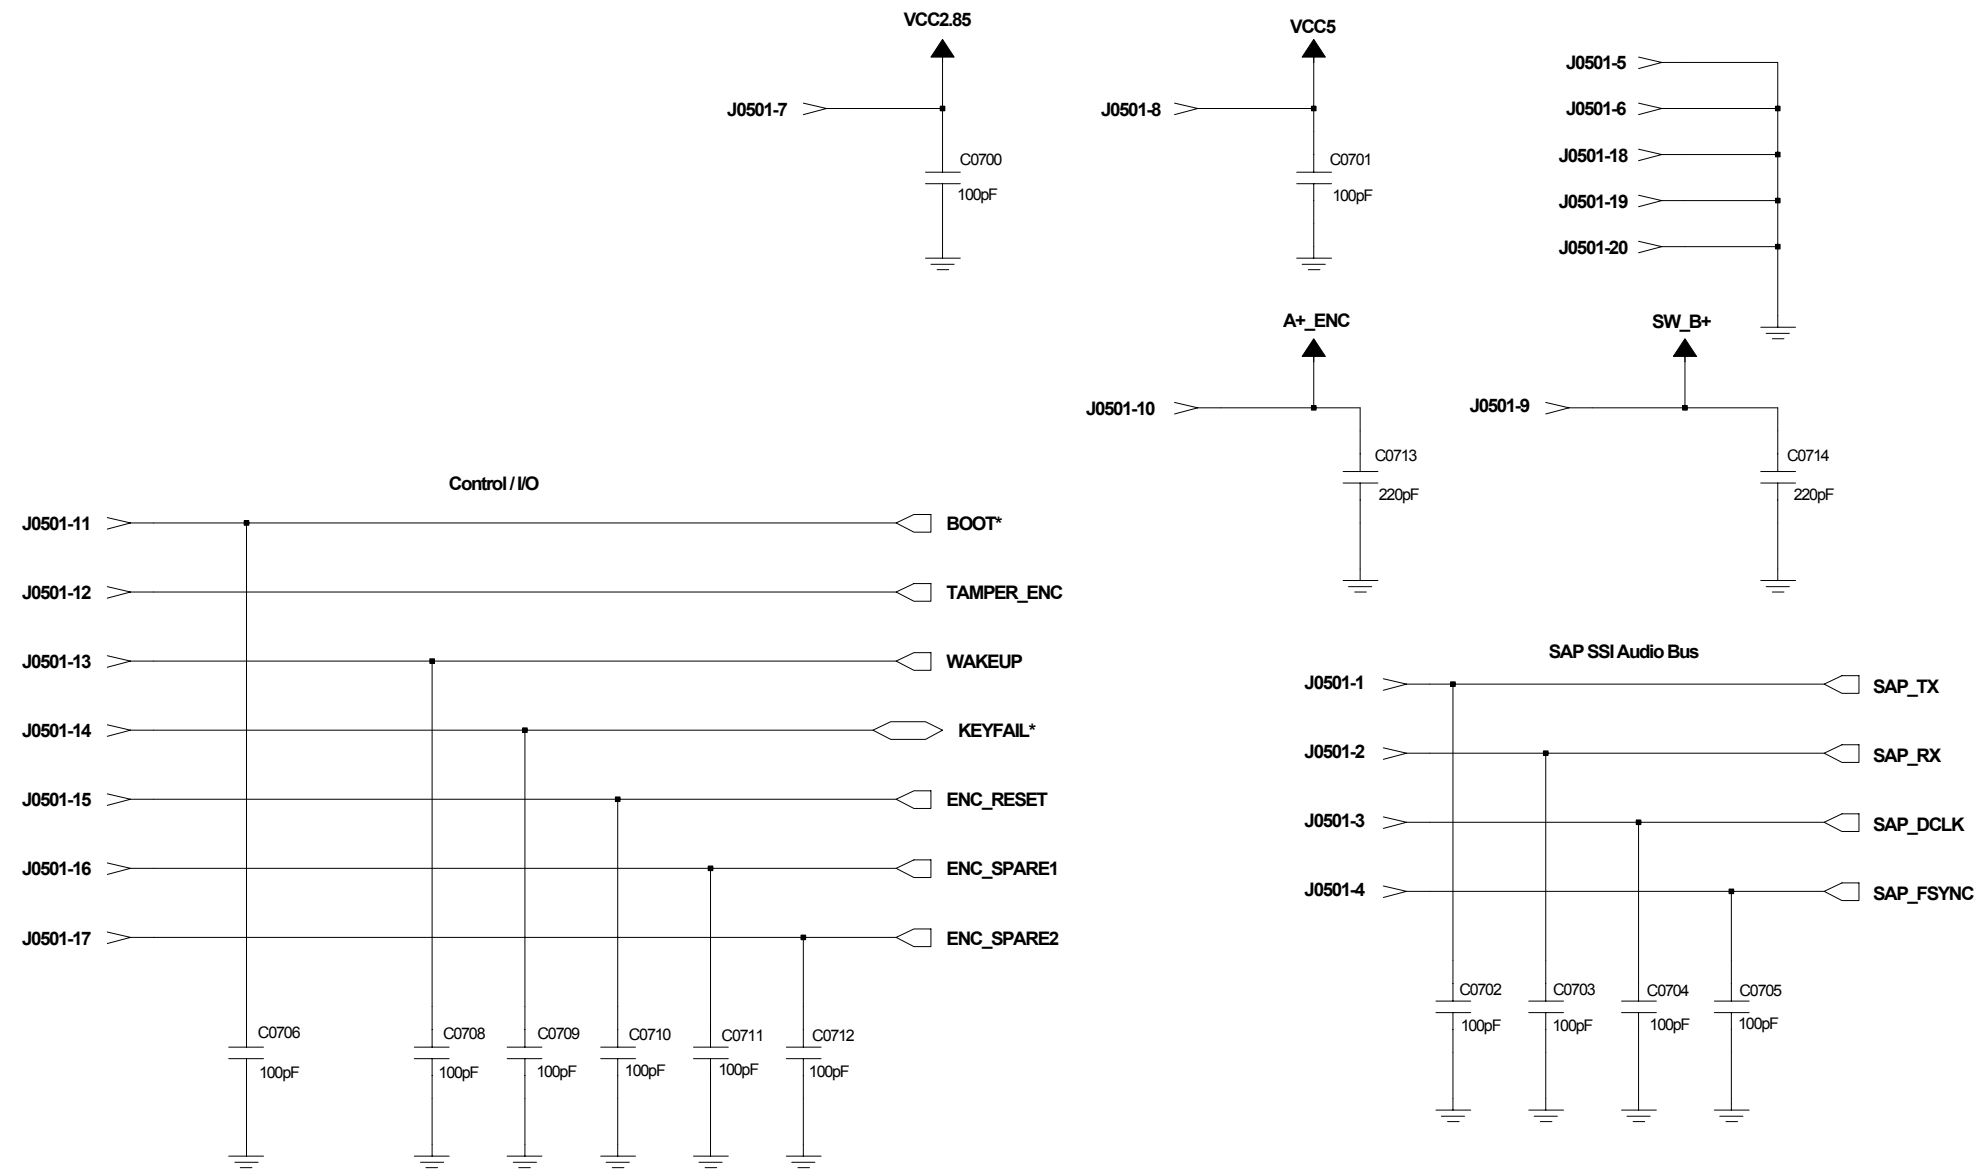 VCC2.85
J0501-7
C0700
100pF
VCC5
J0501-8
C0701
100pF
J0501-5
J0501-6
J0501-18
J0501-19
J0501-20
A+_ENC
J0501-10
C0713
220pF
SW_B+
J0501-9
C0714
220pF
Control / I/O
J0501-11
BOOT*
J0501-12
TAMPER_ENC
J0501-13
WAKEUP
J0501-14
KEYFAIL*
J0501-15
ENC_RESET
J0501-16
ENC_SPARE1
J0501-17
ENC_SPARE2
C0706
100pF
C0708
100pF
C0709
100pF
C0710
100pF
C0711
100pF
C0712
100pF
SAP SSI Audio Bus
J0501-1
SAP_TX
J0501-2
SAP_RX
J0501-3
SAP_DCLK
J0501-4
SAP_FSYNC
C0702
100pF
C0703
100pF
C0704
100pF
C0705
100pF